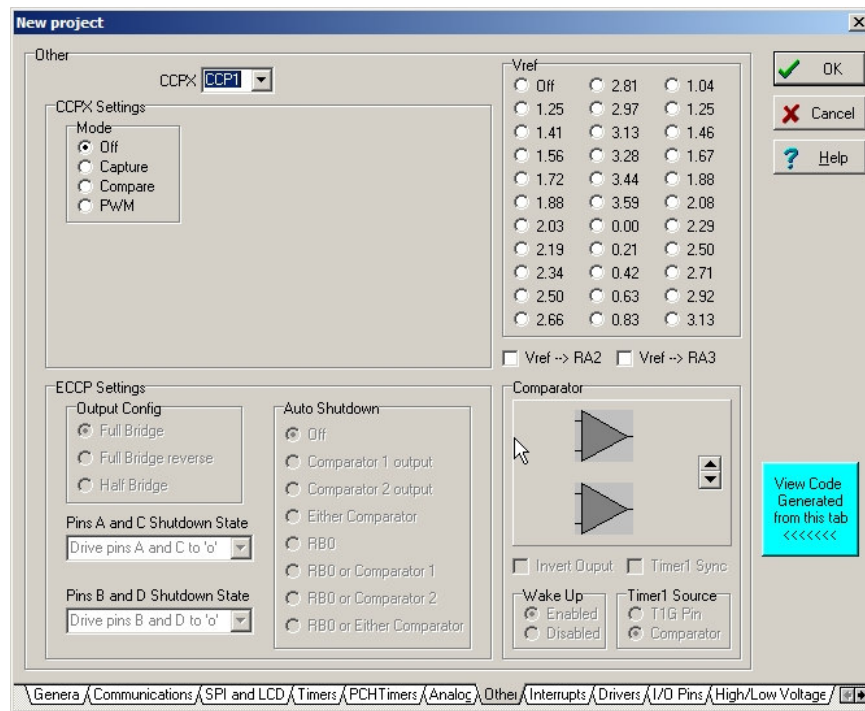 New project
Other
CCPX CCP1
CCPX Settings
Mode
Off
Capture
Compare
PWM
Vref
Off 2.81 1.04
1.25 2.97 1.25
1.41 3.13 1.46
1.56 3.28 1.67
1.72 3.44 1.88
1.88 3.59 2.08
2.03 0.00 2.29
2.19 0.21 2.50
2.34 0.42 2.71
2.50 0.63 2.92
2.66 0.83 3.13
Vref --> RA2 Vref --> RA3
OK
Cancel
Help
ECCP Settings
Output Config
Full Bridge
Full Bridge reverse
Half Bridge
Pins A and C Shutdown State
Drive pins A and C to 'o'
Pins B and D Shutdown State
Drive pins B and D to 'o'
Auto Shutdown
Off
Comparator 1 output
Comparator 2 output
Either Comparator
RB0
RB0 or Comparator 1
RB0 or Comparator 2
RB0 or Either Comparator
Comparator
Invert Ouput Timer1 Sync
Wake Up
Enabled
Disabled
Timer1 Source
T1G Pin
Comparator
View Code
Generated
from this tab
<<<<<<<
Genera Communications SPI and LCD Timers PCHTimers Analog Other Interrupts Drivers I/O Pins High/Low Voltage